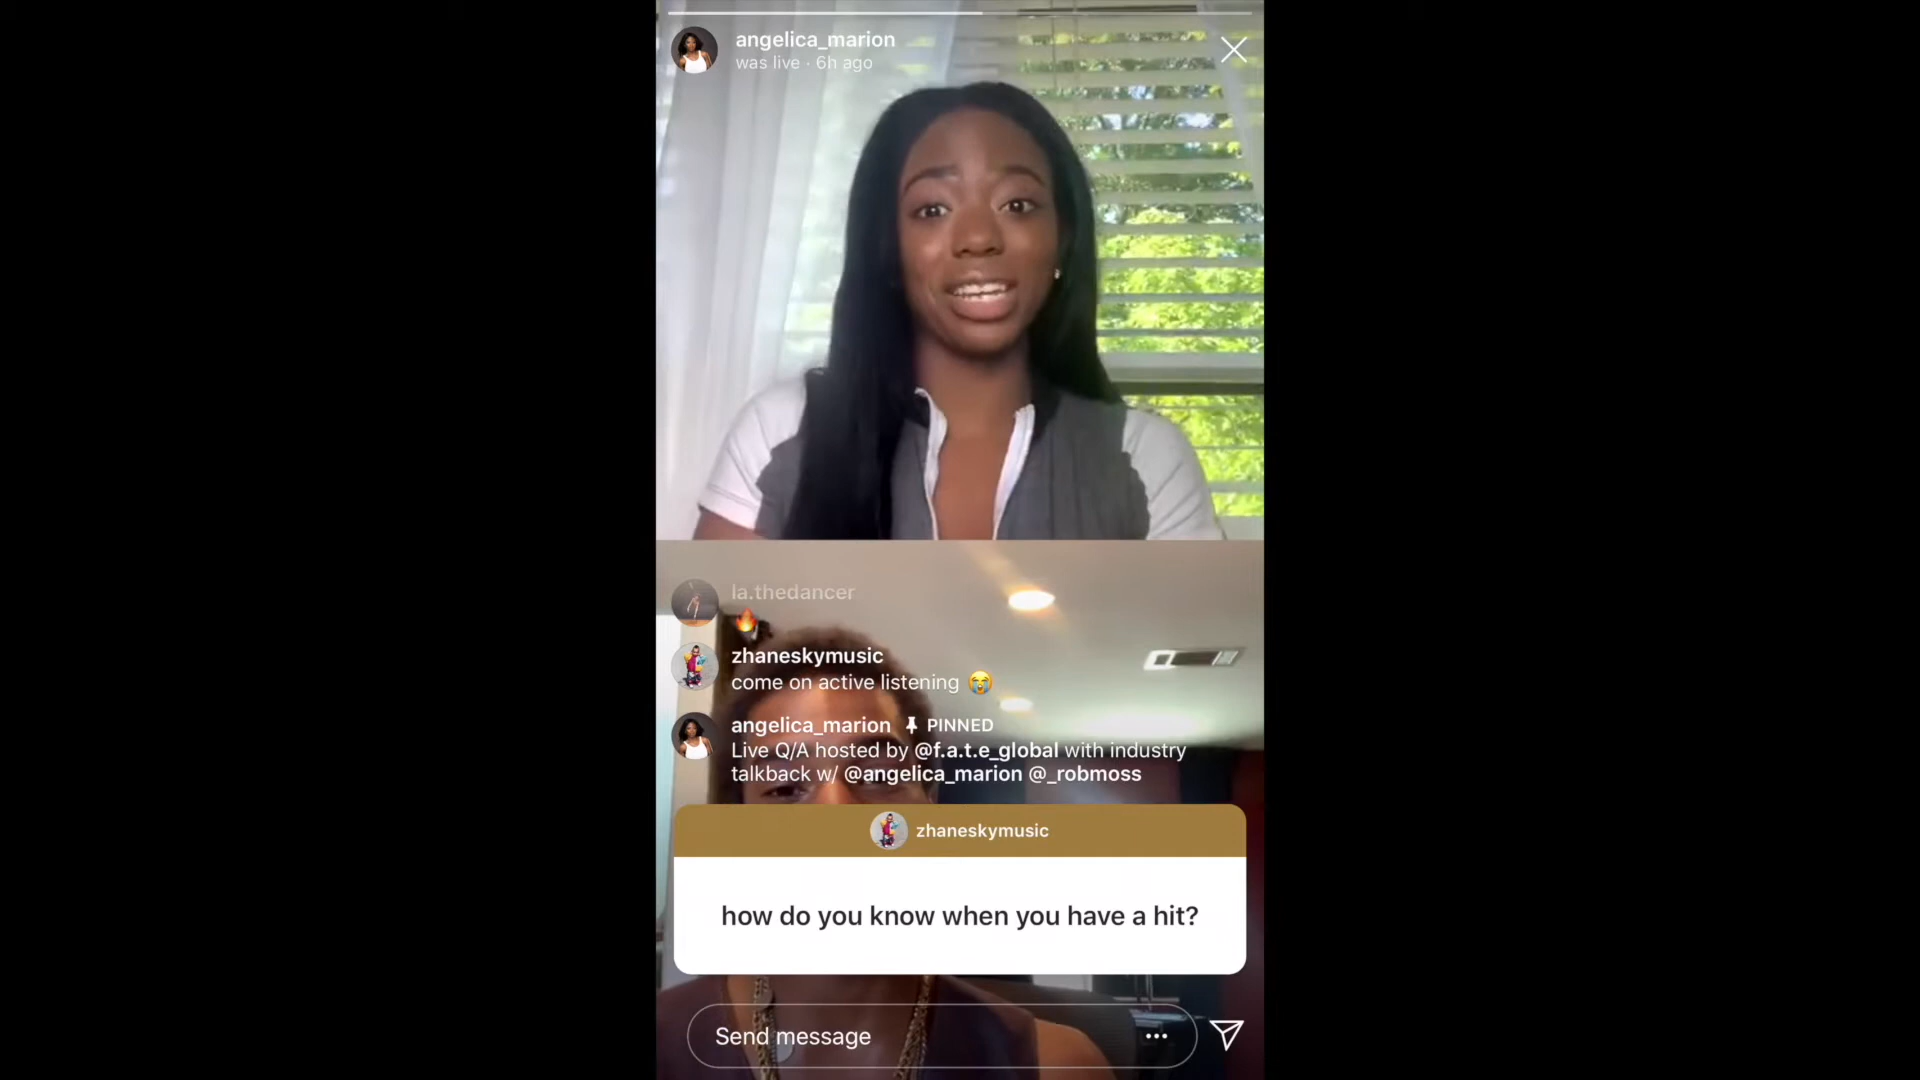 angelica_marion
was live · 6h ago
la.thedancer
🔥
zhaneskymusic
come on active listening 😭
angelica_marion PINNED
Live Q/A hosted by @f.a.t.e_global with industry
talkback w/ @angelica_marion @_robmoss
zhaneskymusic
how do you know when you have a hit?
Send message